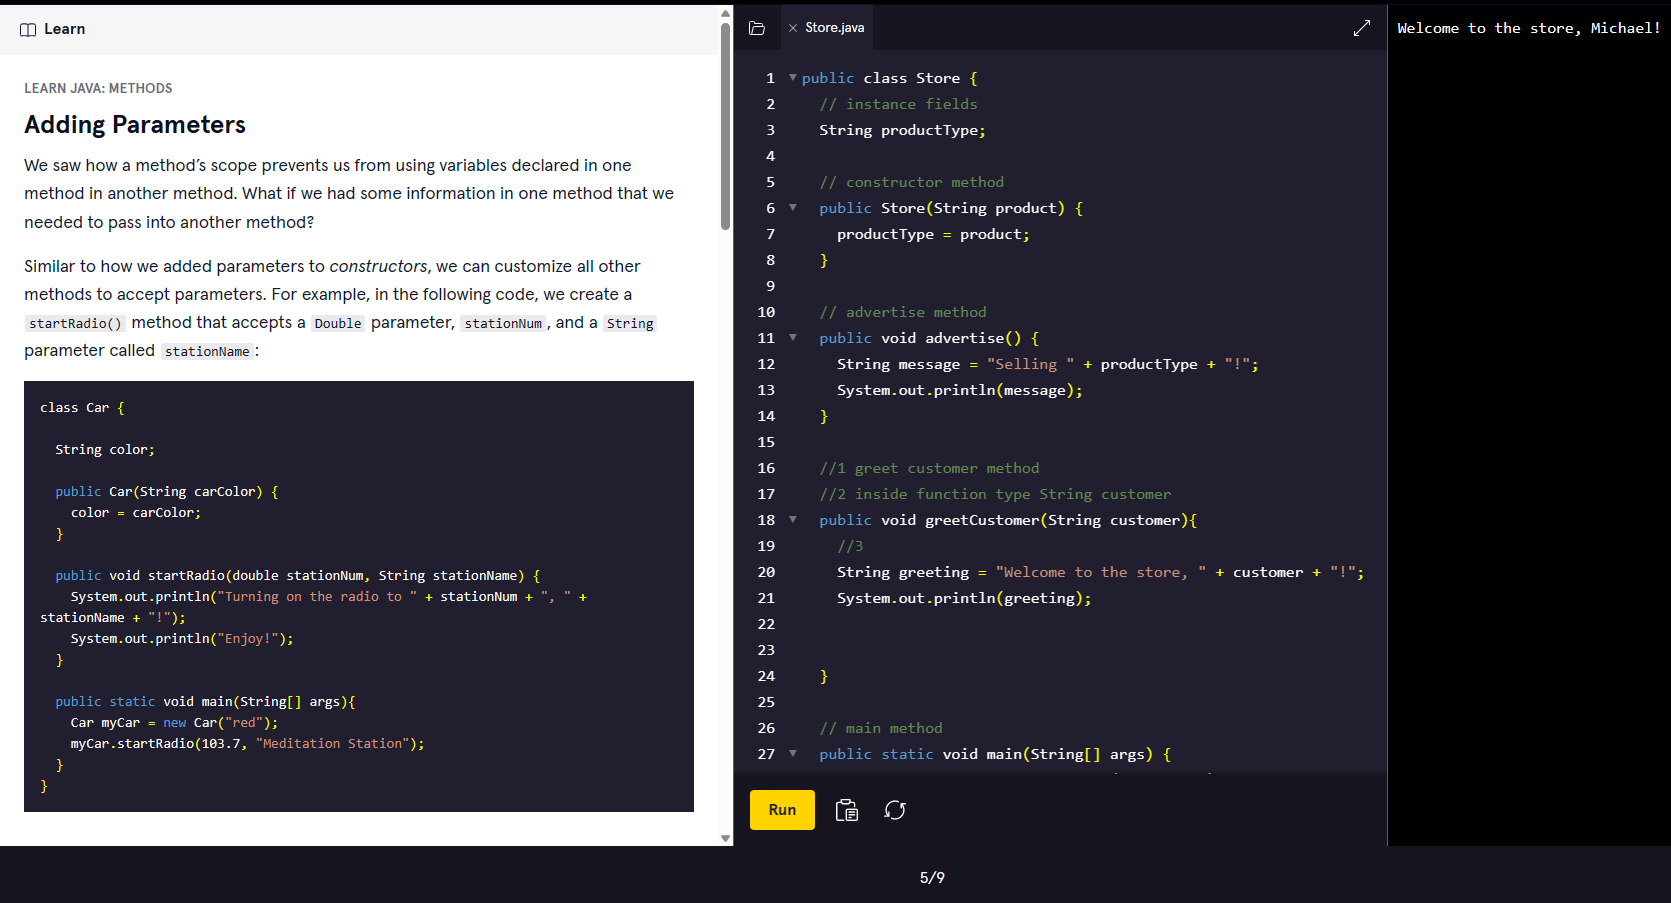 Learn
LEARN JAVA: METHODS
Adding Parameters
We saw how a method’s scope prevents us from using variables declared in one
method in another method. What if we had some information in one method that we
needed to pass into another method?
Similar to how we added parameters to constructors, we can customize all other
methods to accept parameters. For example, in the following code, we create a
startRadio() method that accepts a Double parameter, stationNum, and a String
parameter called stationName:
class Car {
String color;
public Car(String carColor) {
color = carColor;
}
public void startRadio(double stationNum, String stationName) {
System.out.println("Turning on the radio to " + stationNum + ", " +
stationName + "!");
System.out.println("Enjoy!");
}
public static void main(String[] args){
Car myCar = new Car("red");
myCar.startRadio(103.7, "Meditation Station");
}
}
Store.java
1 public class Store {
2 // instance fields
3 String productType;
4
5 // constructor method
6 public Store(String product) {
7 productType = product;
8 }
9
10 // advertise method
11 public void advertise() {
12 String message = "Selling " + productType + "!";
13 System.out.println(message);
14 }
15
16 //1 greet customer method
17 //2 inside function type String customer
18 public void greetCustomer(String customer){
19 //3
20 String greeting = "Welcome to the store, " + customer + "!";
21 System.out.println(greeting);
22
23
24 }
25
26 // main method
27 public static void main(String[] args) {
Run
Welcome to the store, Michael!
5/9